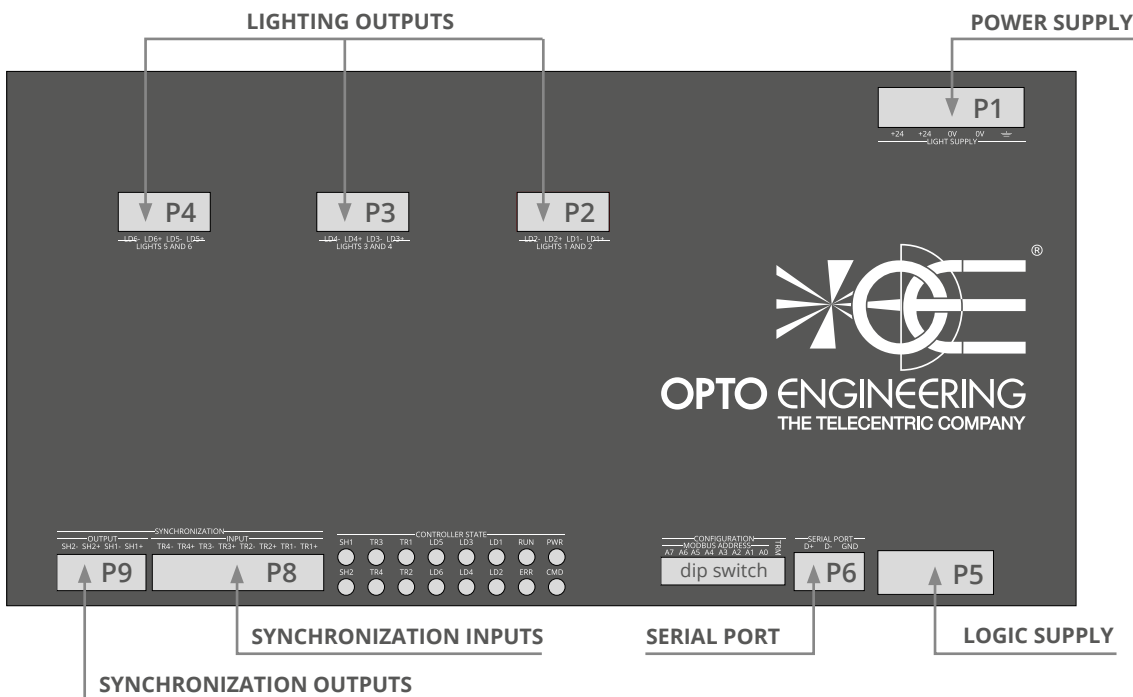 LIGHTING OUTPUTS
POWER SUPPLY
P1
+24 +24 0V 0V
LIGHT SUPPLY
P4 P3 P2
LD6- LD6+ LD5- LD5+ LD4- LD4+ LD3- LD3+ LD2- LD2+ LD1- LD1+
LIGHTS 5 AND 6 LIGHTS 3 AND 4 LIGHTS 1 AND 2
®
OPTO ENGINEERING
THE TELECENTRIC COMPANY
SYNCHRONIZATION
OUTPUT INPUT
SH2- SH2+ SH1- SH1+ TR4- TR4+ TR3- TR3+ TR2- TR2+ TR1- TR1+
P9 P8
CONTROLLER STATE
SH1 TR3 TR1 LD5 LD3 LD1 RUN PWR
SH2 TR4 TR2 LD6 LD4 LD2 ERR CMD
CONFIGURATION
MODBUS ADDRESS
A7 A6 A5 A4 A3 A2 A1 A0 TRM
dip switch
SERIAL PORT
D+ D- GND
P6
P5
SYNCHRONIZATION INPUTS
SERIAL PORT
LOGIC SUPPLY
SYNCHRONIZATION OUTPUTS